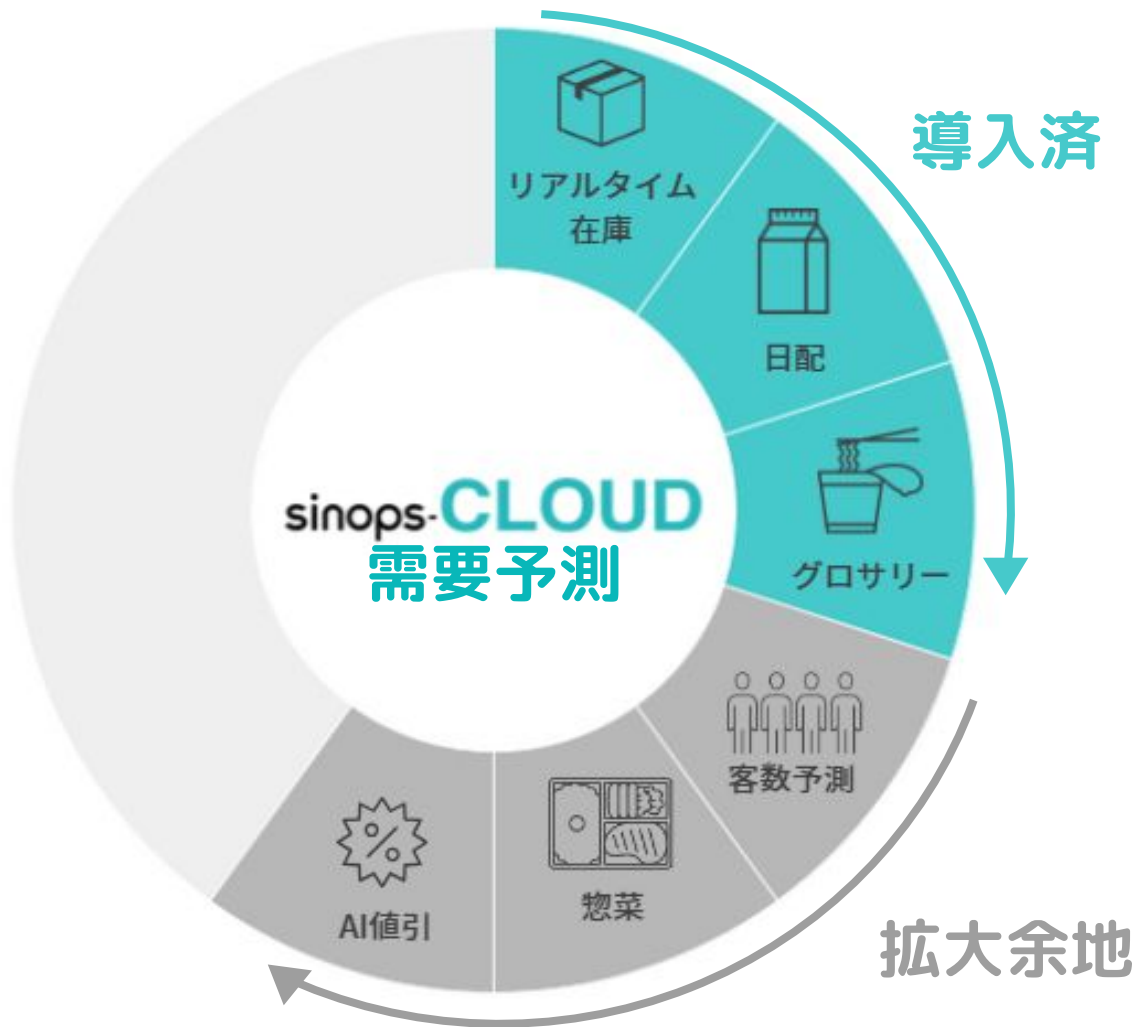 導入済
リアルタイム
在庫
日配
グロサリー
sinops-CLOUD
需要予測
客数予測
惣菜
AI値引
拡大余地